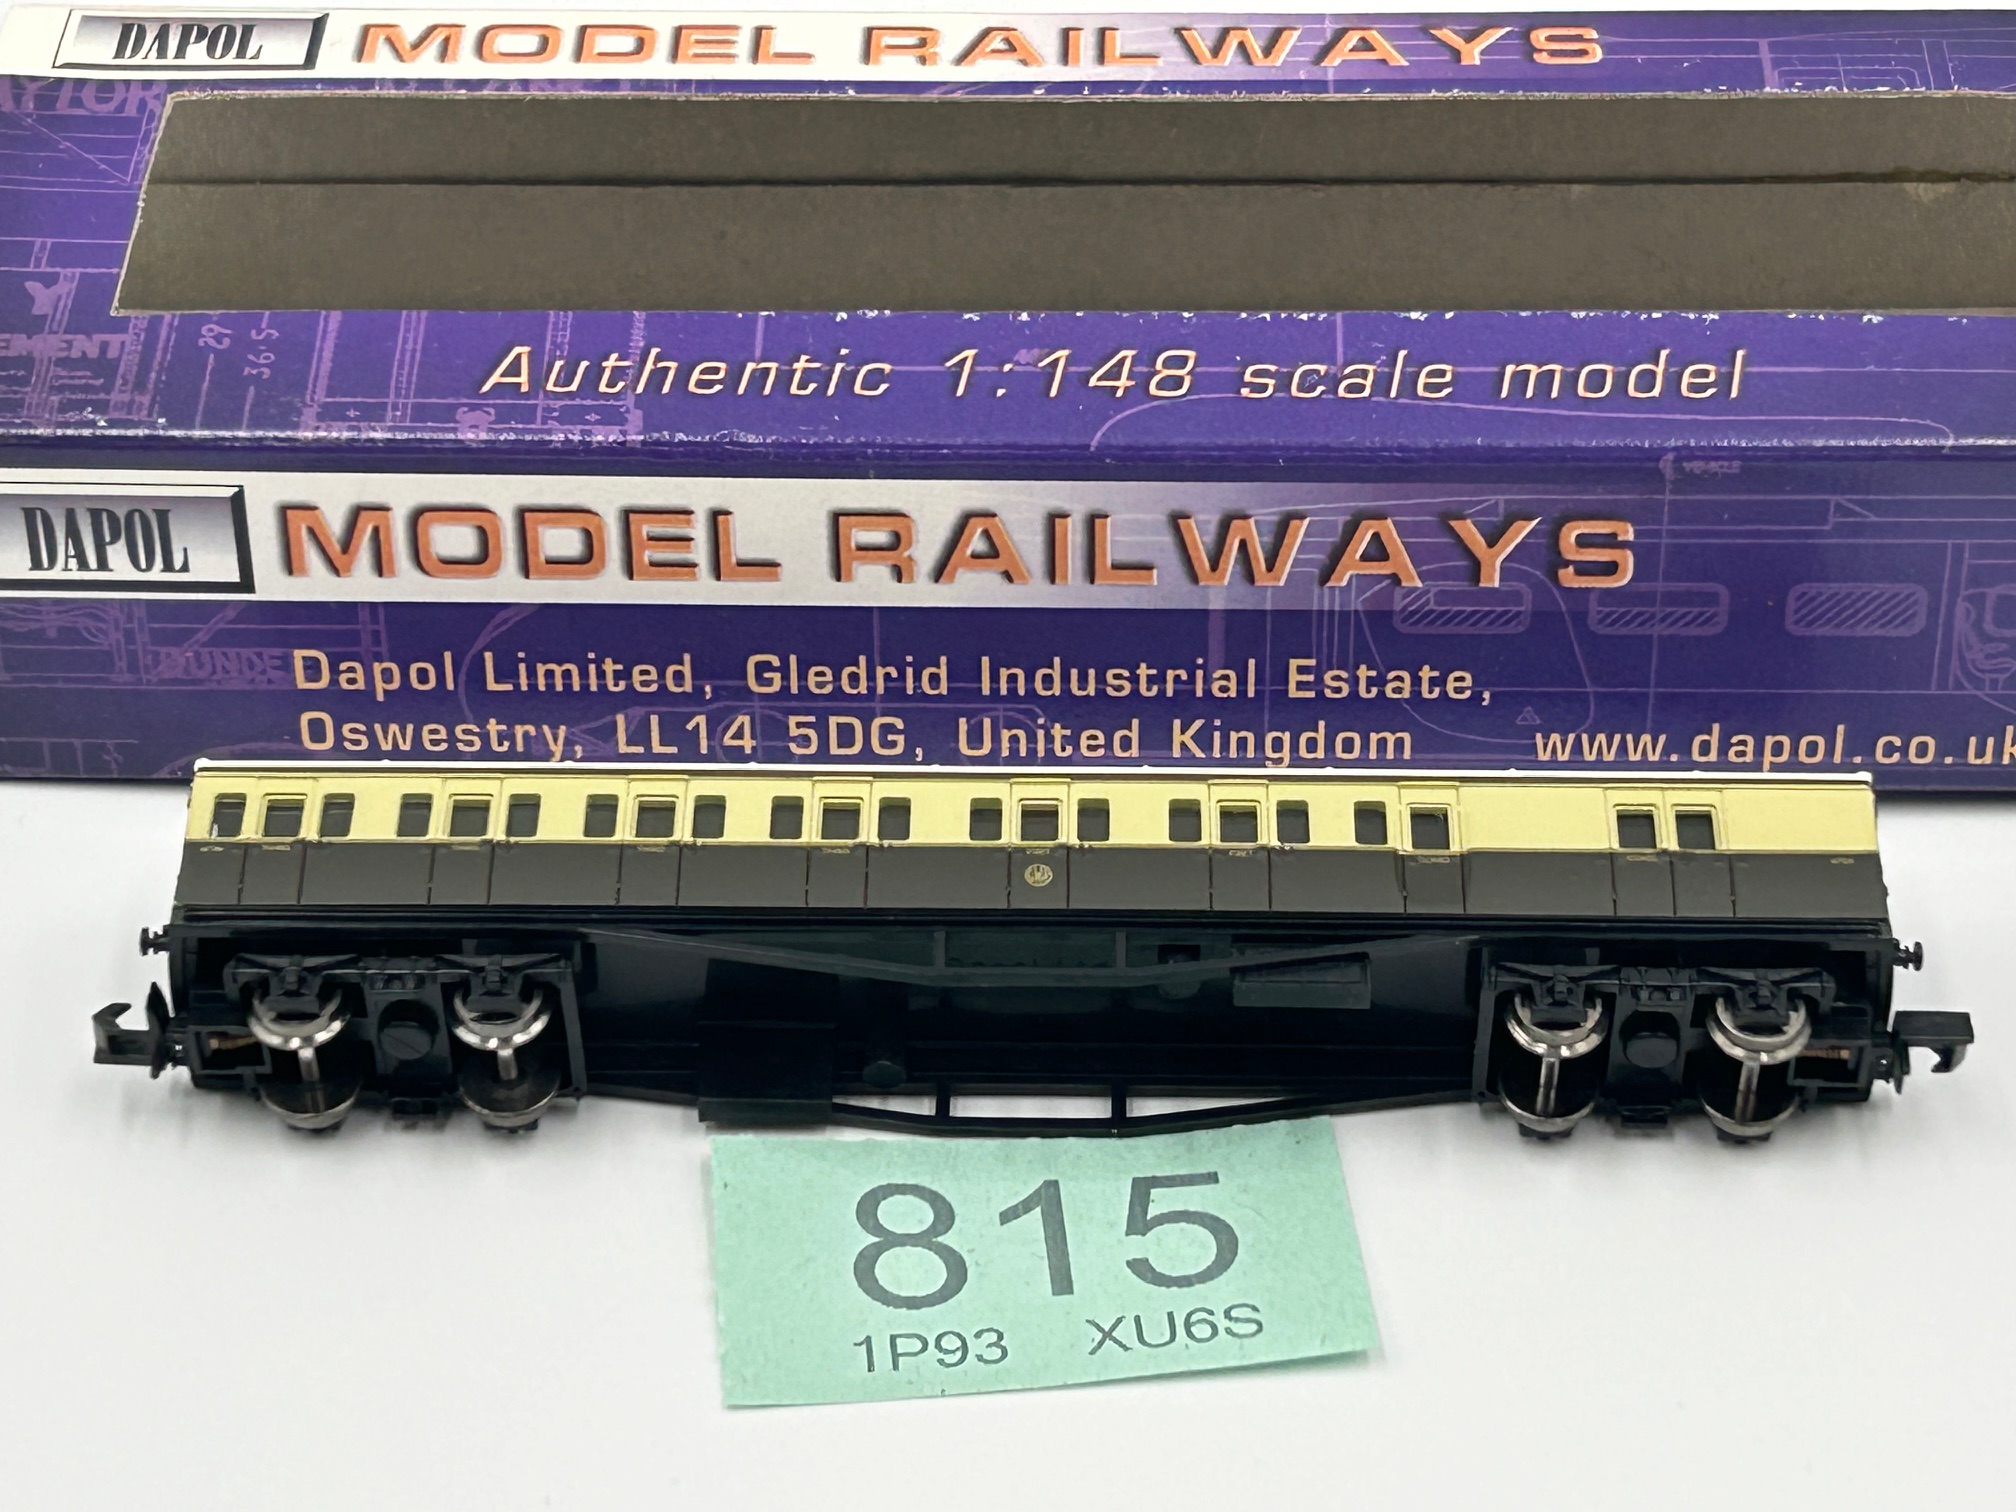 DAPOL MODEL RAILWAYS
Authentic 1:148 scale model
DAPOL MODEL RAILWAYS
Dapol Limited, Gledrid Industrial Estate,
Oswestry, LL14 5DG, United Kingdom www.dapol.co.uk
815
1P93 XU6S